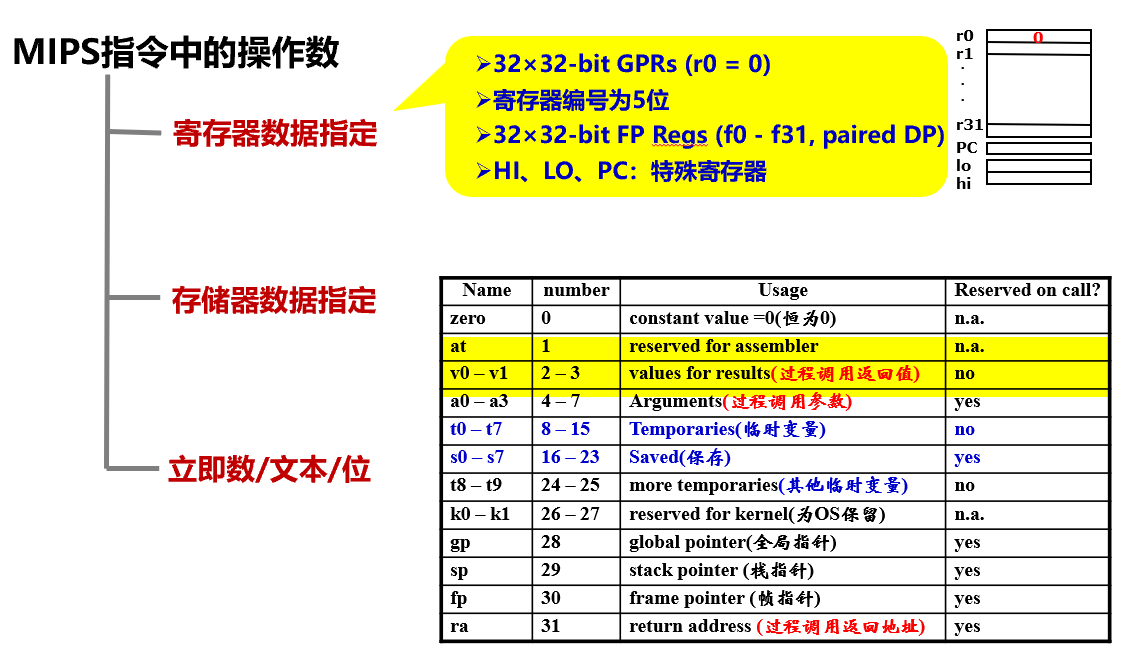 MIPS指令中的操作数
寄存器数据指定
➢32×32-bit GPRs (r0 = 0)
➢寄存器编号为5位
➢32×32-bit FP Regs (f0 - f31, paired DP)
➢HI、LO、PC：特殊寄存器
r0 0
r1
.
.
.
r31
PC
lo
hi
存储器数据指定
立即数/文本/位
Name number Usage Reserved on call?
zero 0 constant value =0(恒为0) n.a.
at 1 reserved for assembler n.a.
v0 – v1 2 – 3 values for results(过程调用返回值) no
a0 – a3 4 – 7 Arguments(过程调用参数) yes
t0 – t7 8 – 15 Temporaries(临时变量) no
s0 – s7 16 – 23 Saved(保存) yes
t8 – t9 24 – 25 more temporaries(其他临时变量) no
k0 – k1 26 – 27 reserved for kernel(为OS保留) n.a.
gp 28 global pointer(全局指针) yes
sp 29 stack pointer (栈指针) yes
fp 30 frame pointer (帧指针) yes
ra 31 return address (过程调用返回地址) yes